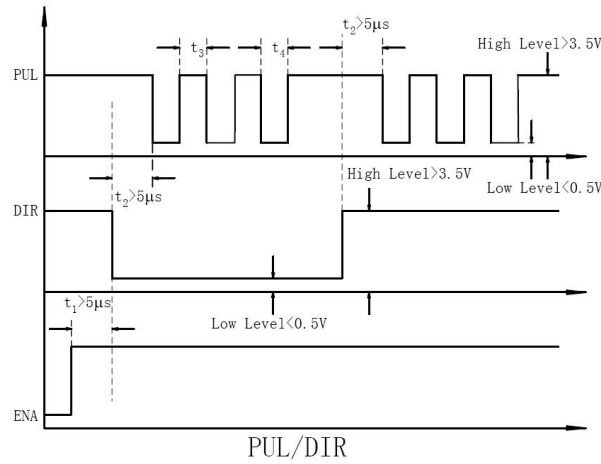 t₂>5μs
High Level>3.5V
t₃
t₄
PUL
High Level>3.5V
Low Level<0.5V
t₂>5μs
DIR
t₁>5μs
Low Level<0.5V
ENA
PUL/DIR